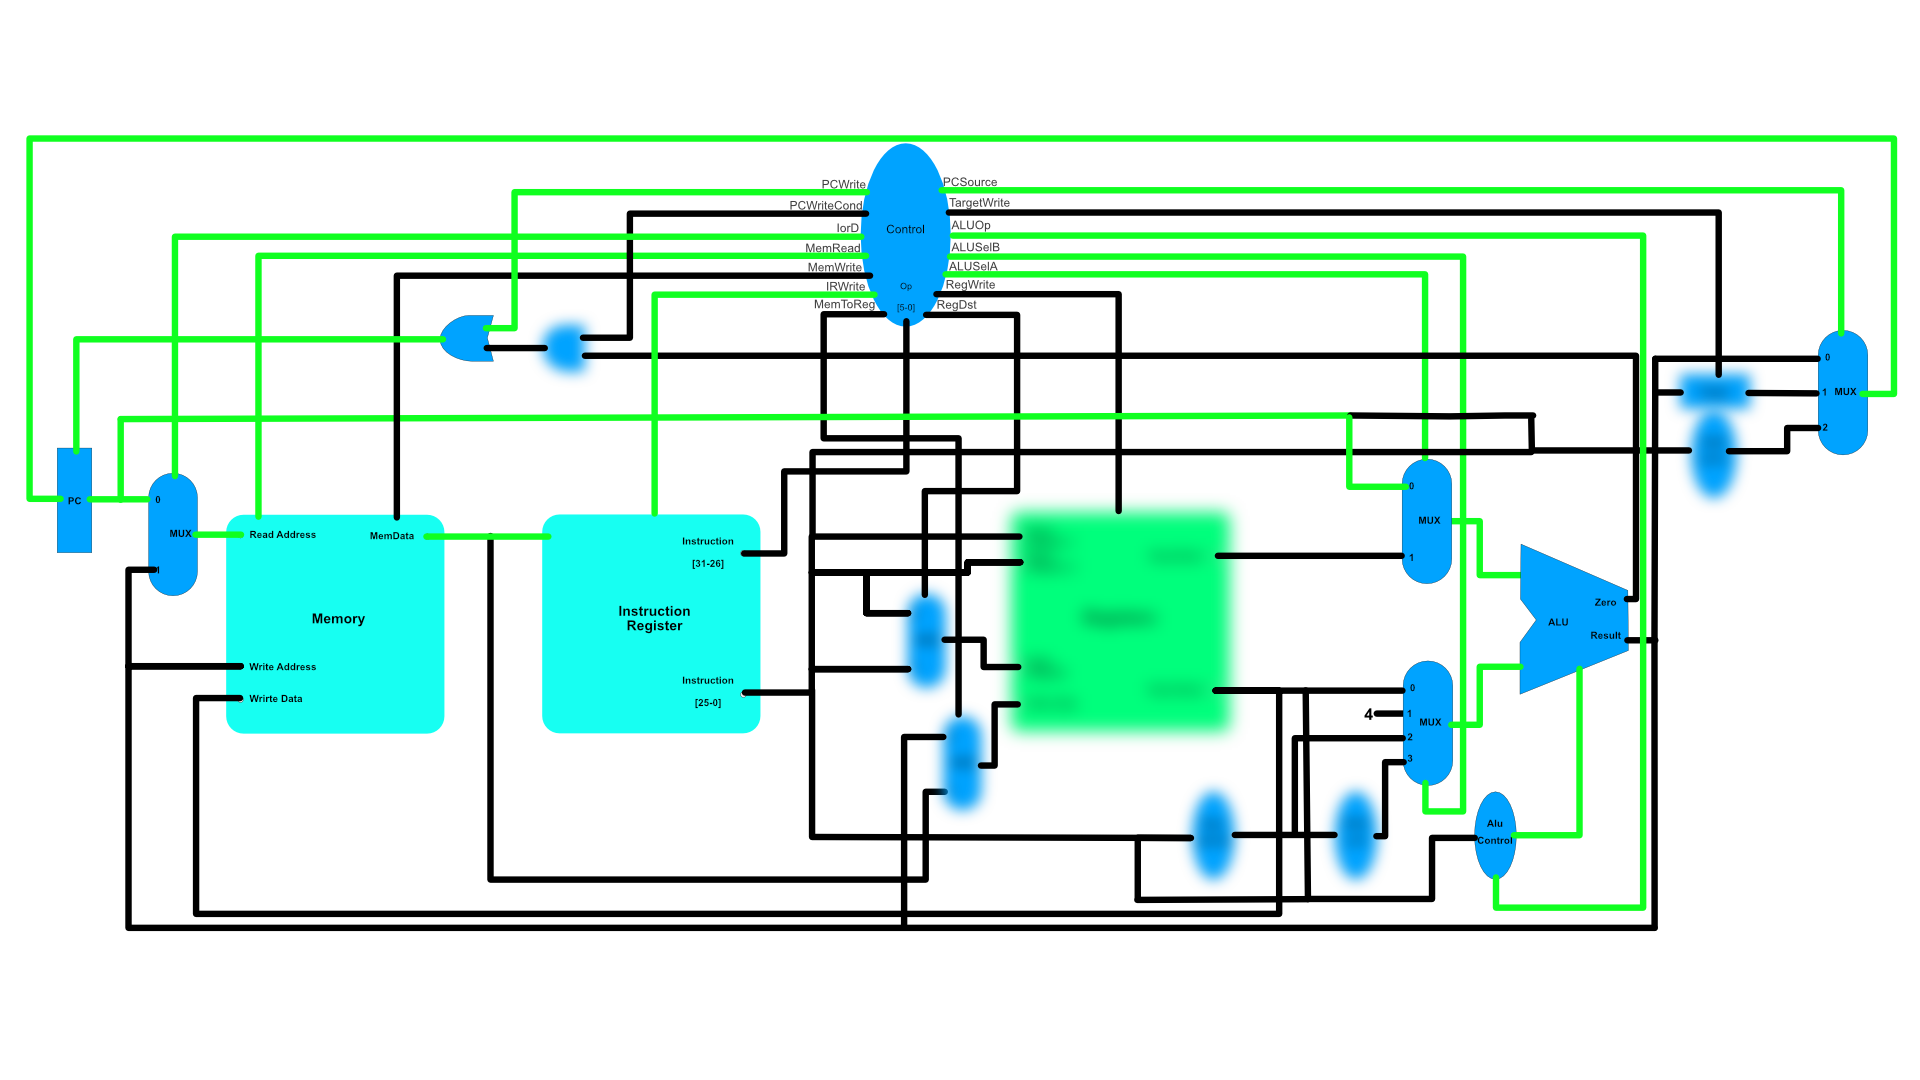 PCWrite
PCWriteCond
IorD
MemRead
MemWrite
IRWrite
MemToReg
Control
Op
[5-0]
PCSource
TargetWrite
ALUOp
ALUSelB
ALUSelA
RegWrite
RegDst
PC
0
MUX
1
Read Address
MemData
Memory
Write Address
Wrirte Data
Instruction
[31-26]
Instruction
Register
Instruction
[25-0]
0
MUX
1
0
4
1
MUX
2
3
Zero
ALU
Result
Alu
Control
0
1
MUX
2